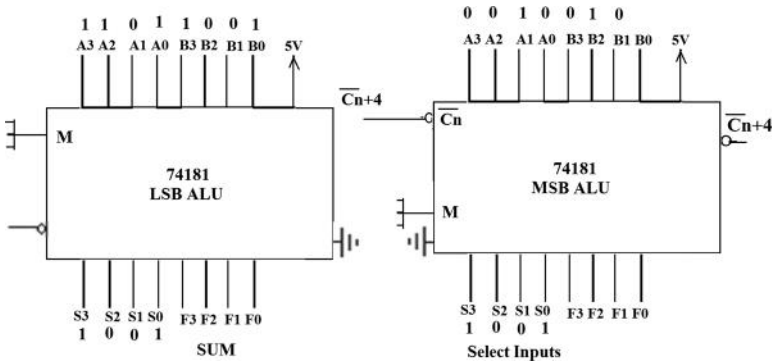 1 1 0 1 1 0 0 1
A3 A2 A1 A0 B3 B2 B1 B0 5V
M
74181
LSB ALU
S3 S2 S1 S0 F3 F2 F1 F0
1 0 0 1
SUM
Cn+4
0 0 1 0 0 1 0
A3 A2 A1 A0 B3 B2 B1 B0 5V
Cn
Cn+4
74181
MSB ALU
M
S3 S2 S1 S0 F3 F2 F1 F0
1 0 0 1
Select Inputs